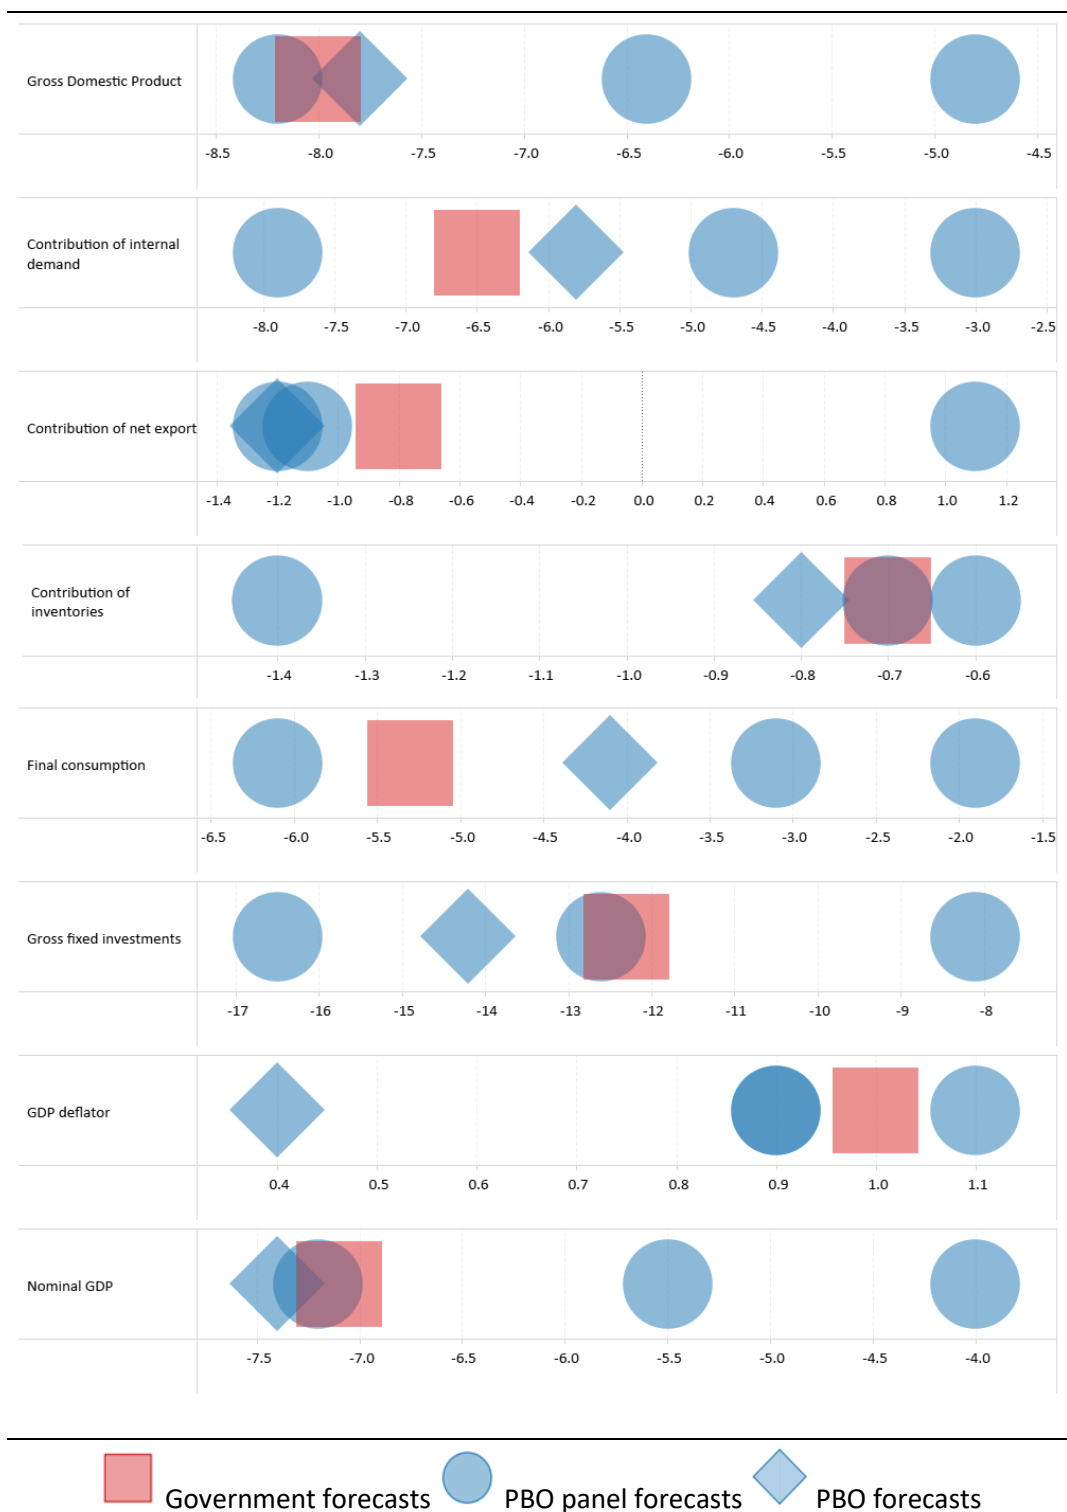 Gross Domestic Product
-8.5 -8.0 -7.5 -7.0 -6.5 -6.0 -5.5 -5.0 -4.5
Contribution of internal
demand
-8.0 -7.5 -7.0 -6.5 -6.0 -5.5 -5.0 -4.5 -4.0 -3.5 -3.0 -2.5
Contribution of net export
-1.4 -1.2 -1.0 -0.8 -0.6 -0.4 -0.2 0.0 0.2 0.4 0.6 0.8 1.0 1.2
Contribution of
inventories
-1.4 -1.3 -1.2 -1.1 -1.0 -0.9 -0.8 -0.7 -0.6
Final consumption
-6.5 -6.0 -5.5 -5.0 -4.5 -4.0 -3.5 -3.0 -2.5 -2.0 -1.5
Gross fixed investments
-17 -16 -15 -14 -13 -12 -11 -10 -9 -8
GDP deflator
0.4 0.5 0.6 0.7 0.8 0.9 1.0 1.1
Nominal GDP
-7.5 -7.0 -6.5 -6.0 -5.5 -5.0 -4.5 -4.0
Government forecasts PBO panel forecasts PBO forecasts